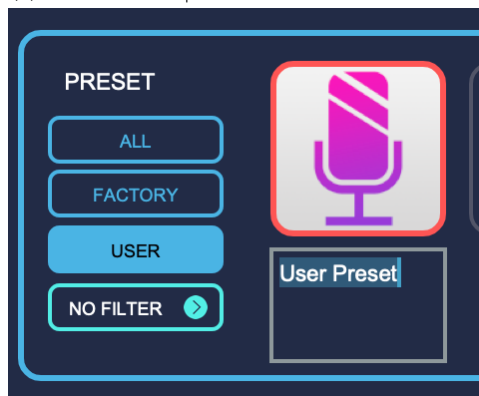 PRESET
ALL
FACTORY
USER
NO FILTER
User Preset